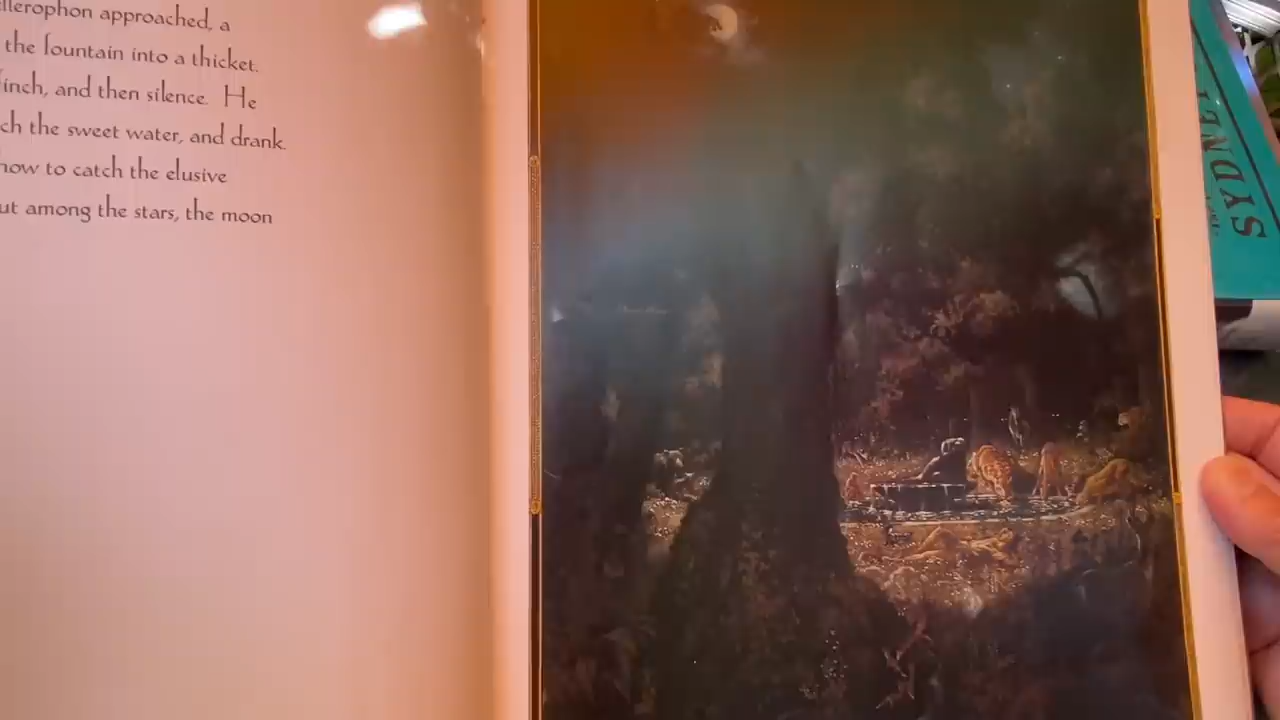 llerophon approached, a
the fountain into a thicket.
inch, and then silence. He
ch the sweet water, and drank.
how to catch the elusive
ut among the stars, the moon
SYDNEY